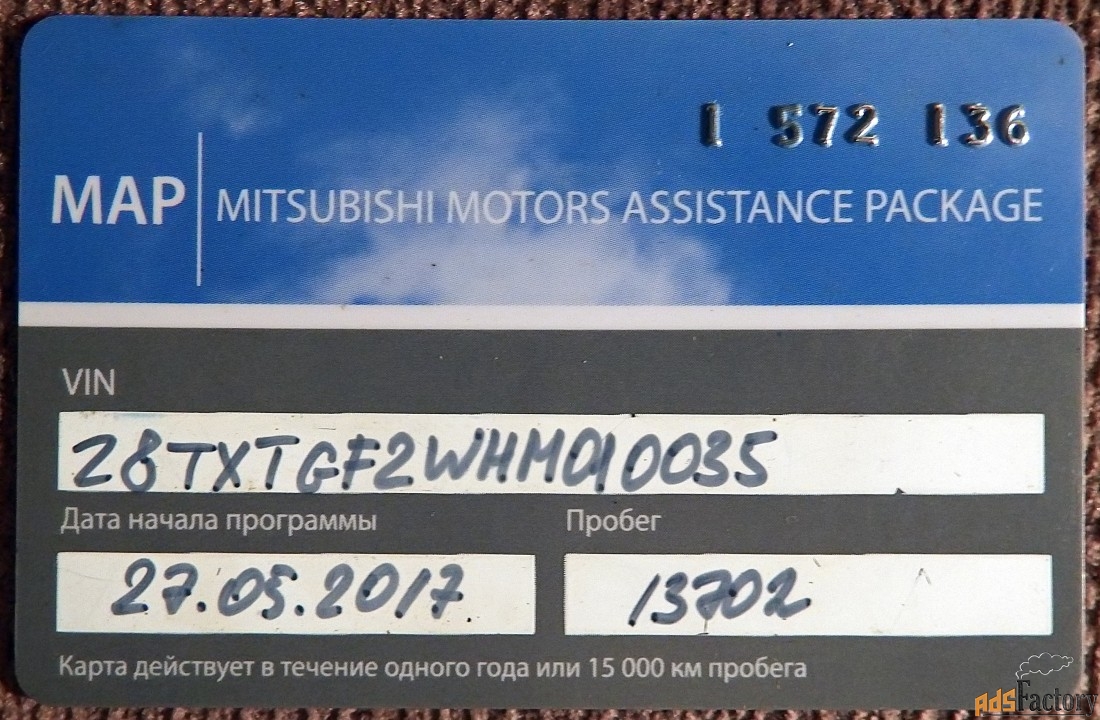 1 572 136
MAP MITSUBISHI MOTORS ASSISTANCE PACKAGE
VIN
Z8TXTGF2WHM010035
Дата начала программы Пробег
27.05.2017 13702
Карта действует в течение одного года или 15 000 км пробега
AdsFactory